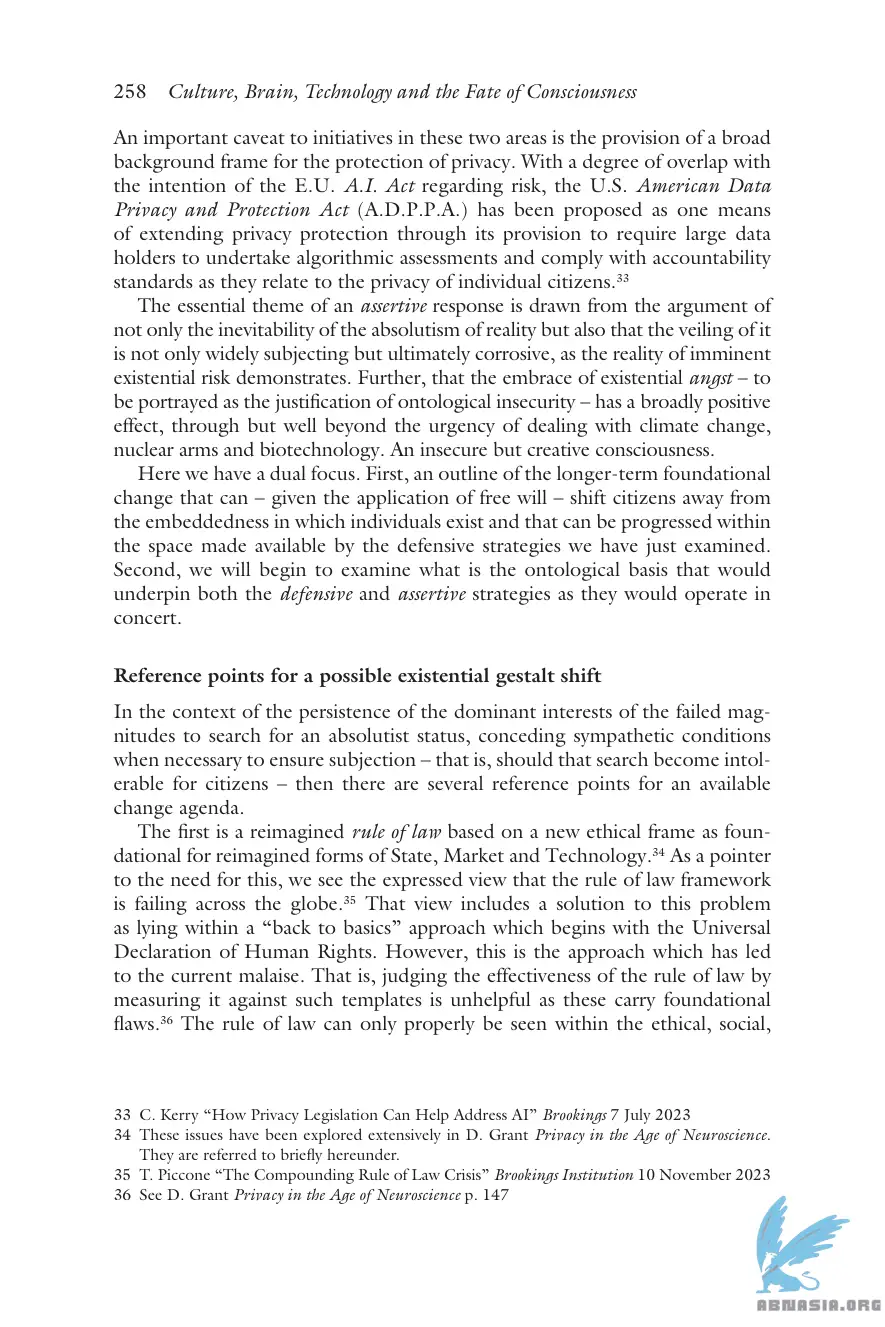 258 Culture, Brain, Technology and the Fate of Consciousness
An important caveat to initiatives in these two areas is the provision of a broad
background frame for the protection of privacy. With a degree of overlap with
the intention of the E.U. A.I. Act regarding risk, the U.S. American Data
Privacy and Protection Act (A.D.P.P.A.) has been proposed as one means
of extending privacy protection through its provision to require large data
holders to undertake algorithmic assessments and comply with accountability
standards as they relate to the privacy of individual citizens.³³
The essential theme of an assertive response is drawn from the argument of
not only the inevitability of the absolutism of reality but also that the veiling of it
is not only widely subjecting but ultimately corrosive, as the reality of imminent
existential risk demonstrates. Further, that the embrace of existential angst – to
be portrayed as the justification of ontological insecurity – has a broadly positive
effect, through but well beyond the urgency of dealing with climate change,
nuclear arms and biotechnology. An insecure but creative consciousness.
Here we have a dual focus. First, an outline of the longer-term foundational
change that can – given the application of free will – shift citizens away from
the embeddedness in which individuals exist and that can be progressed within
the space made available by the defensive strategies we have just examined.
Second, we will begin to examine what is the ontological basis that would
underpin both the defensive and assertive strategies as they would operate in
concert.
Reference points for a possible existential gestalt shift
In the context of the persistence of the dominant interests of the failed mag-
nitudes to search for an absolutist status, conceding sympathetic conditions
when necessary to ensure subjection – that is, should that search become intol-
erable for citizens – then there are several reference points for an available
change agenda.
The first is a reimagined rule of law based on a new ethical frame as foun-
dational for reimagined forms of State, Market and Technology.³⁴ As a pointer
to the need for this, we see the expressed view that the rule of law framework
is failing across the globe.³⁵ That view includes a solution to this problem
as lying within a “back to basics” approach which begins with the Universal
Declaration of Human Rights. However, this is the approach which has led
to the current malaise. That is, judging the effectiveness of the rule of law by
measuring it against such templates is unhelpful as these carry foundational
flaws.³⁶ The rule of law can only properly be seen within the ethical, social,
33 C. Kerry “How Privacy Legislation Can Help Address AI” Brookings 7 July 2023
34 These issues have been explored extensively in D. Grant Privacy in the Age of Neuroscience.
They are referred to briefly hereunder.
35 T. Piccone “The Compounding Rule of Law Crisis” Brookings Institution 10 November 2023
36 See D. Grant Privacy in the Age of Neuroscience p. 147
ABNASIA.ORG